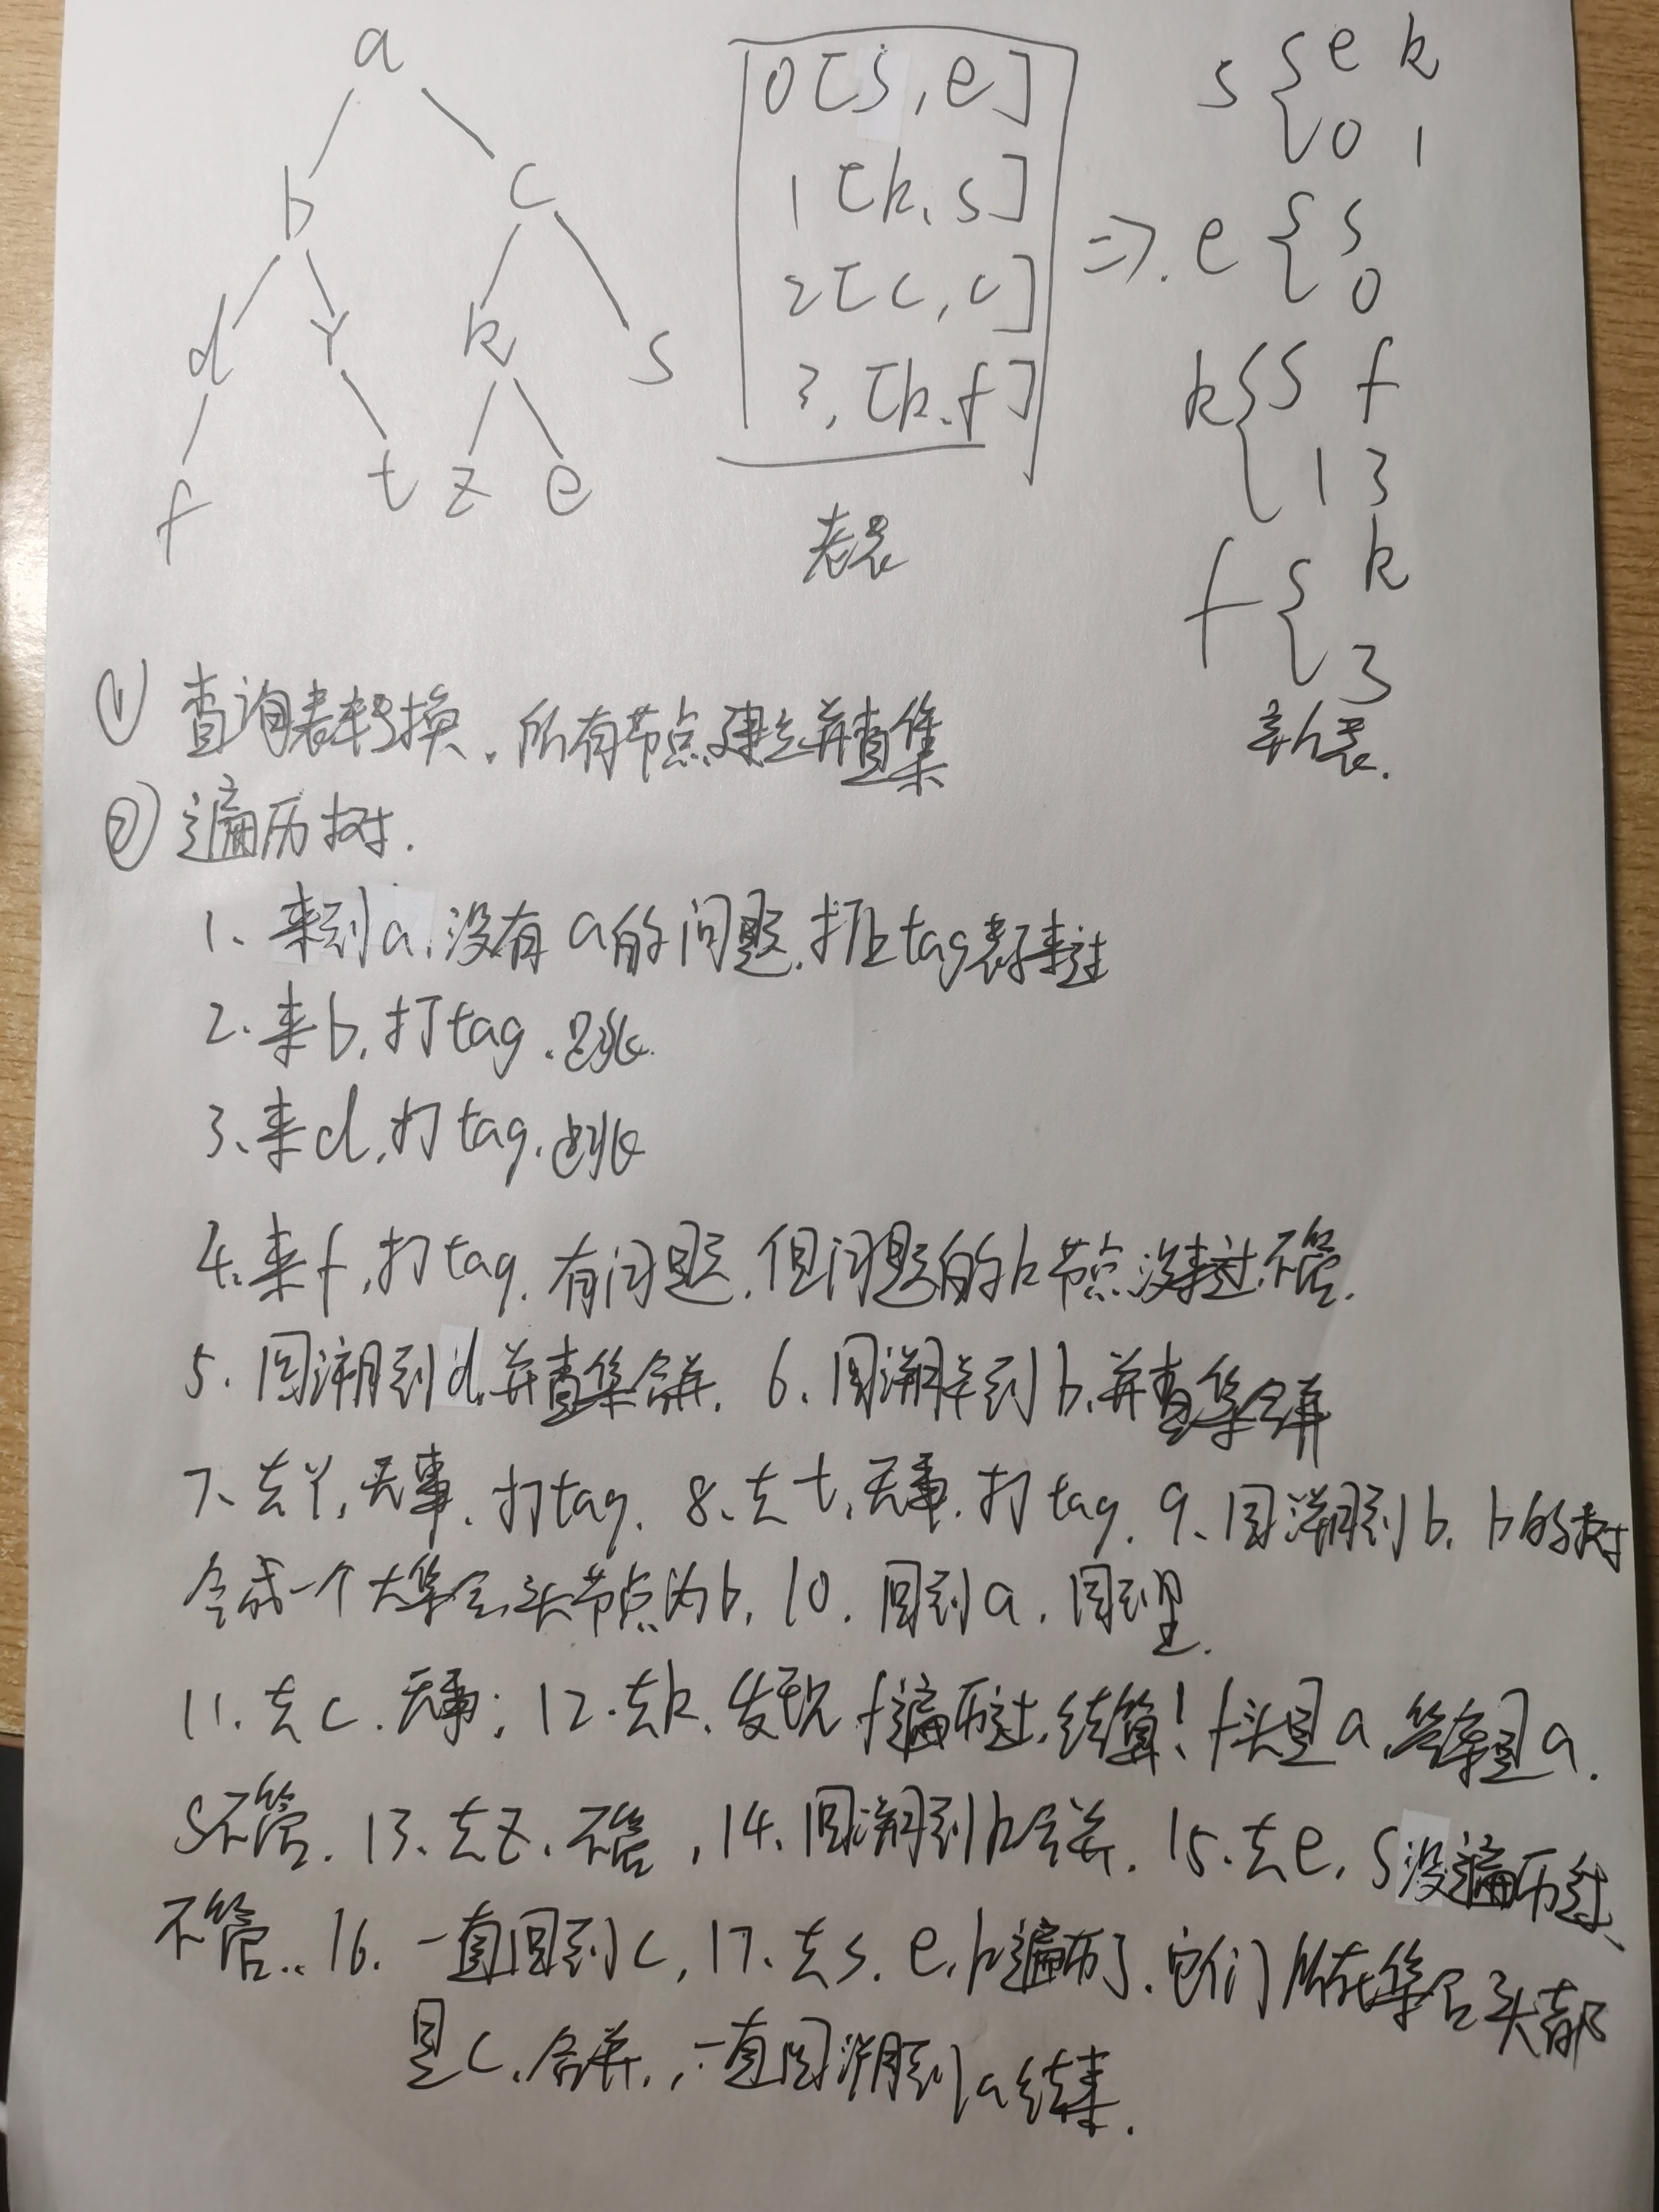 a
b c
d Y k s
f t z e
0 [s, e]
1 [k, s]
2 [c, c]
3, [k, f]
老表
⇒.
s { e k
0 1
e { s
0
k { s f
1 3
f { k
3
新表.
① 查询表转换. 所有节点建立并查集
② 遍历树.
1、来到a, 没有a的问题. 打上tag表示来过
2. 来b, 打tag. 跳
3、来d, 打tag. 跳
4. 来f, 打tag. 有问题. 但问题的k节点没来过不管.
5. 回溯到d, 并查集合并. 6. 回溯到b, 并查集合并
7、去Y, 无事. 打tag. 8、去t, 无事. 打tag. 9、回溯到b, b的树
合成一个大集合, 头节点为b, 10. 回到a. 同理.
11. 去c. 无事; 12. 去k. 发现f遍历过, 结算! f头是a, 答案是a.
s不管. 13、去z、不管, 14、回溯到k合并. 15. 去e, s没遍历过,
不管.. 16. 一直回到c, 17、去s. e, k遍历了. 它们所在集合头都
是c、合并, 一直回溯到a结束.